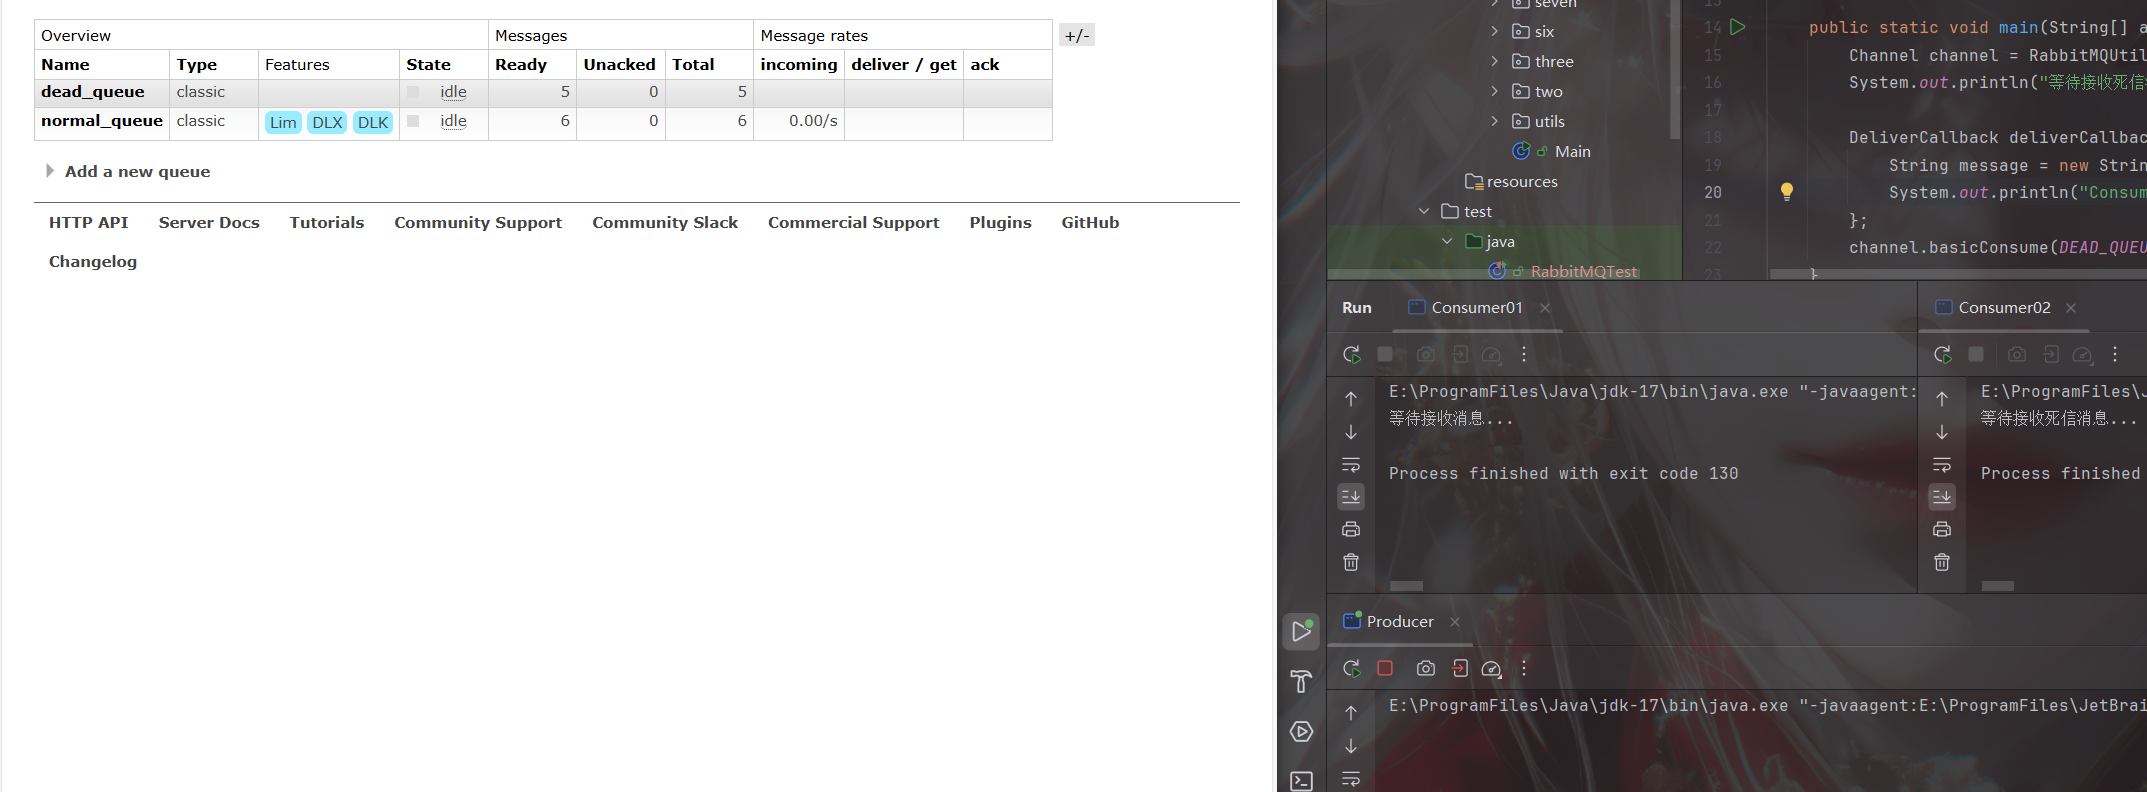 Overview Messages Message rates +/-
Name Type Features State Ready Unacked Total incoming deliver / get ack
dead_queue classic idle 5 0 5
normal_queue classic Lim DLX DLK idle 6 0 6 0.00/s
Add a new queue
HTTP API Server Docs Tutorials Community Support Community Slack Commercial Support Plugins GitHub
Changelog
seven
six
three
two
utils
Main
resources
test
java
RabbitMQTest
13
14 public static void main(String[] a
15 Channel channel = RabbitMQUtil
16 System.out.println("等待接收死信
17
18 DeliverCallback deliverCallbac
19 String message = new Strin
20 System.out.println("Consum
21 };
22 channel.basicConsume(DEAD_QUEU
23 }
Run Consumer01
E:\ProgramFiles\Java\jdk-17\bin\java.exe "-javaagent:
等待接收消息...
Process finished with exit code 130
Consumer02
E:\ProgramFiles\J
等待接收死信消息...
Process finished
Producer
E:\ProgramFiles\Java\jdk-17\bin\java.exe "-javaagent:E:\ProgramFiles\JetBrai